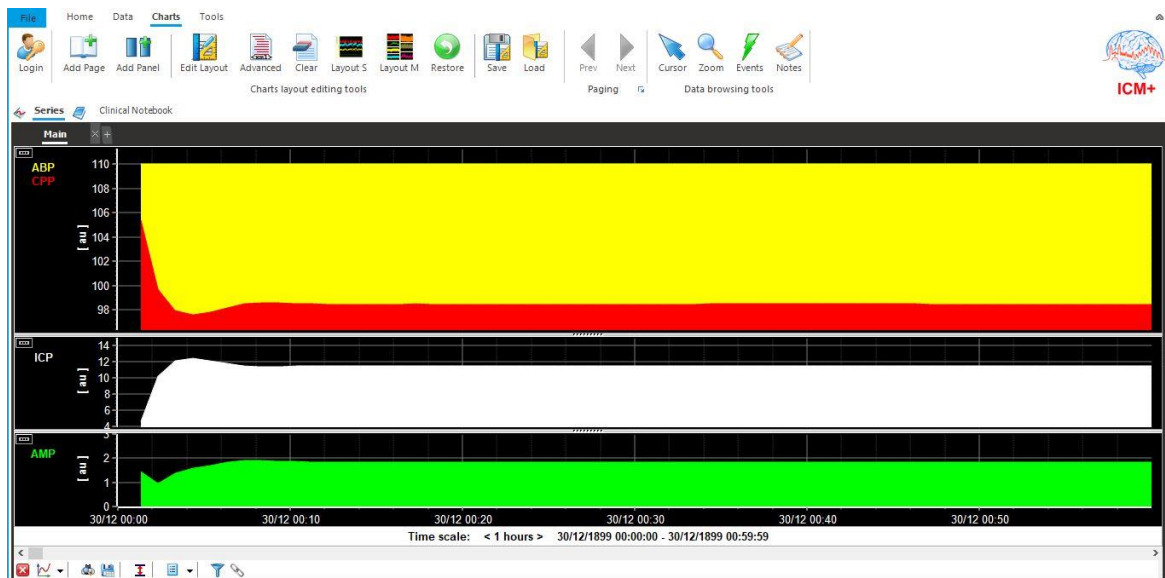 File Home Data Charts Tools
Login Add Page Add Panel Edit Layout Advanced Clear Layout S Layout M Restore Save Load Prev Next Cursor Zoom Events Notes
Charts layout editing tools Paging Data browsing tools
ICM+
Series Clinical Notebook
Main
ABP
CPP
[ au ]
110
108
106
104
102
100
98
ICP
[ au ]
14
12
10
8
6
4
AMP
[ au ]
3
2
1
0
30/12 00:00 30/12 00:10 30/12 00:20 30/12 00:30 30/12 00:40 30/12 00:50
Time scale: < 1 hours > 30/12/1899 00:00:00 - 30/12/1899 00:59:59